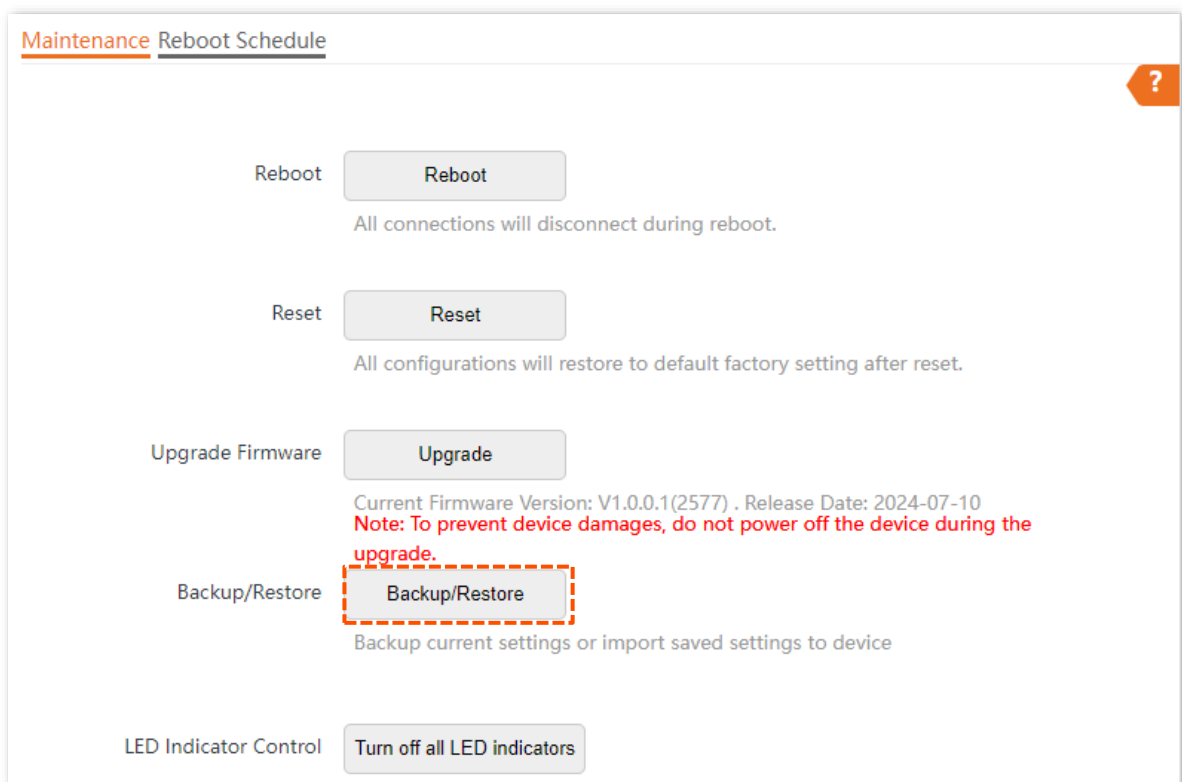 Maintenance Reboot Schedule
?
Reboot Reboot
All connections will disconnect during reboot.
Reset Reset
All configurations will restore to default factory setting after reset.
Upgrade Firmware Upgrade
Current Firmware Version: V1.0.0.1(2577) . Release Date: 2024-07-10
Note: To prevent device damages, do not power off the device during the
upgrade.
Backup/Restore Backup/Restore
Backup current settings or import saved settings to device
LED Indicator Control Turn off all LED indicators